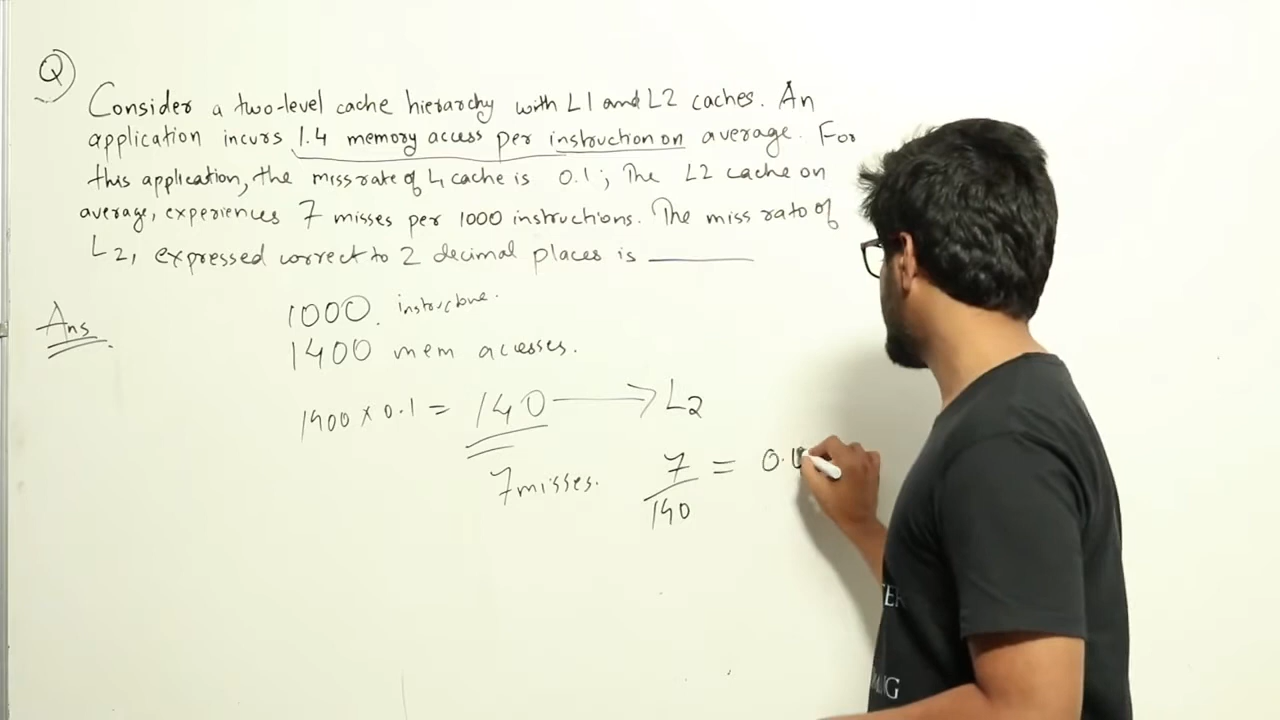 Q)
Consider a two-level cache hierarchy with L1 and L2 caches. An
application incurs 1.4 memory access per instruction on average. For
this application, the miss rate of L1 cache is 0.1; The L2 cache on
average, experiences 7 misses per 1000 instructions. The miss rato of
L2, expressed correct to 2 decimal places is
Ans
1000 instructions.
1400 mem accesses.
1400 x 0.1 = 140 → L2
7 misses.
7/140 = 0.0